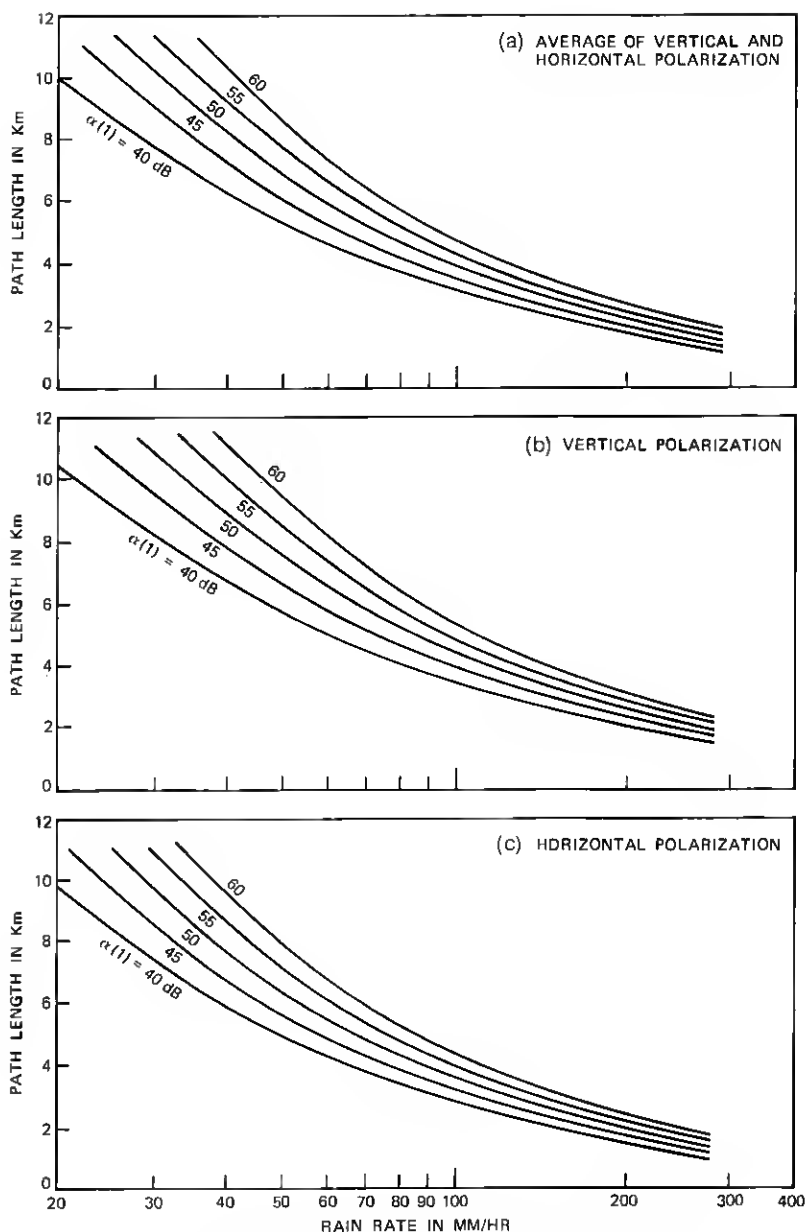 (a) AVERAGE OF VERTICAL AND
HORIZONTAL POLARIZATION
PATH LENGTH IN Km
12
10
8
6
4
2
0
60
55
50
45
α(1) = 40 dB
(b) VERTICAL POLARIZATION
PATH LENGTH IN Km
12
10
8
6
4
2
0
60
55
50
45
α(1) = 40 dB
(c) HDRIZONTAL POLARIZATION
PATH LENGTH IN Km
12
10
8
6
4
2
0
60
55
50
45
α(1) = 40 dB
20 30 40 50 60 70 80 90 100 200 300 400
RAIN RATE IN MM/HR